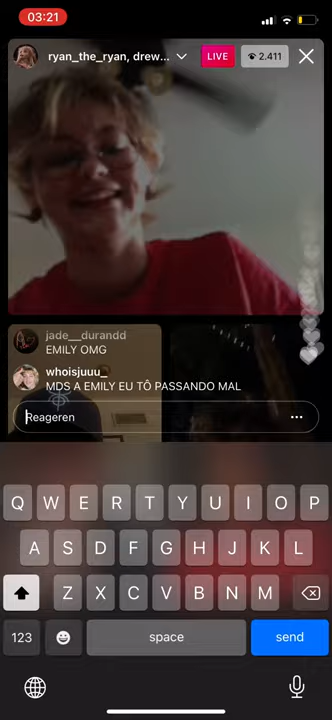 03:21
ryan_the_ryan, drew...
LIVE
2.411
jade__durandd
EMILY OMG
whoisjuuu_
MDS A EMILY EU TÔ PASSANDO MAL
Reageren
Q W E R T Y U I O P
A S D F G H J K L
Z X C V B N M
123 space send